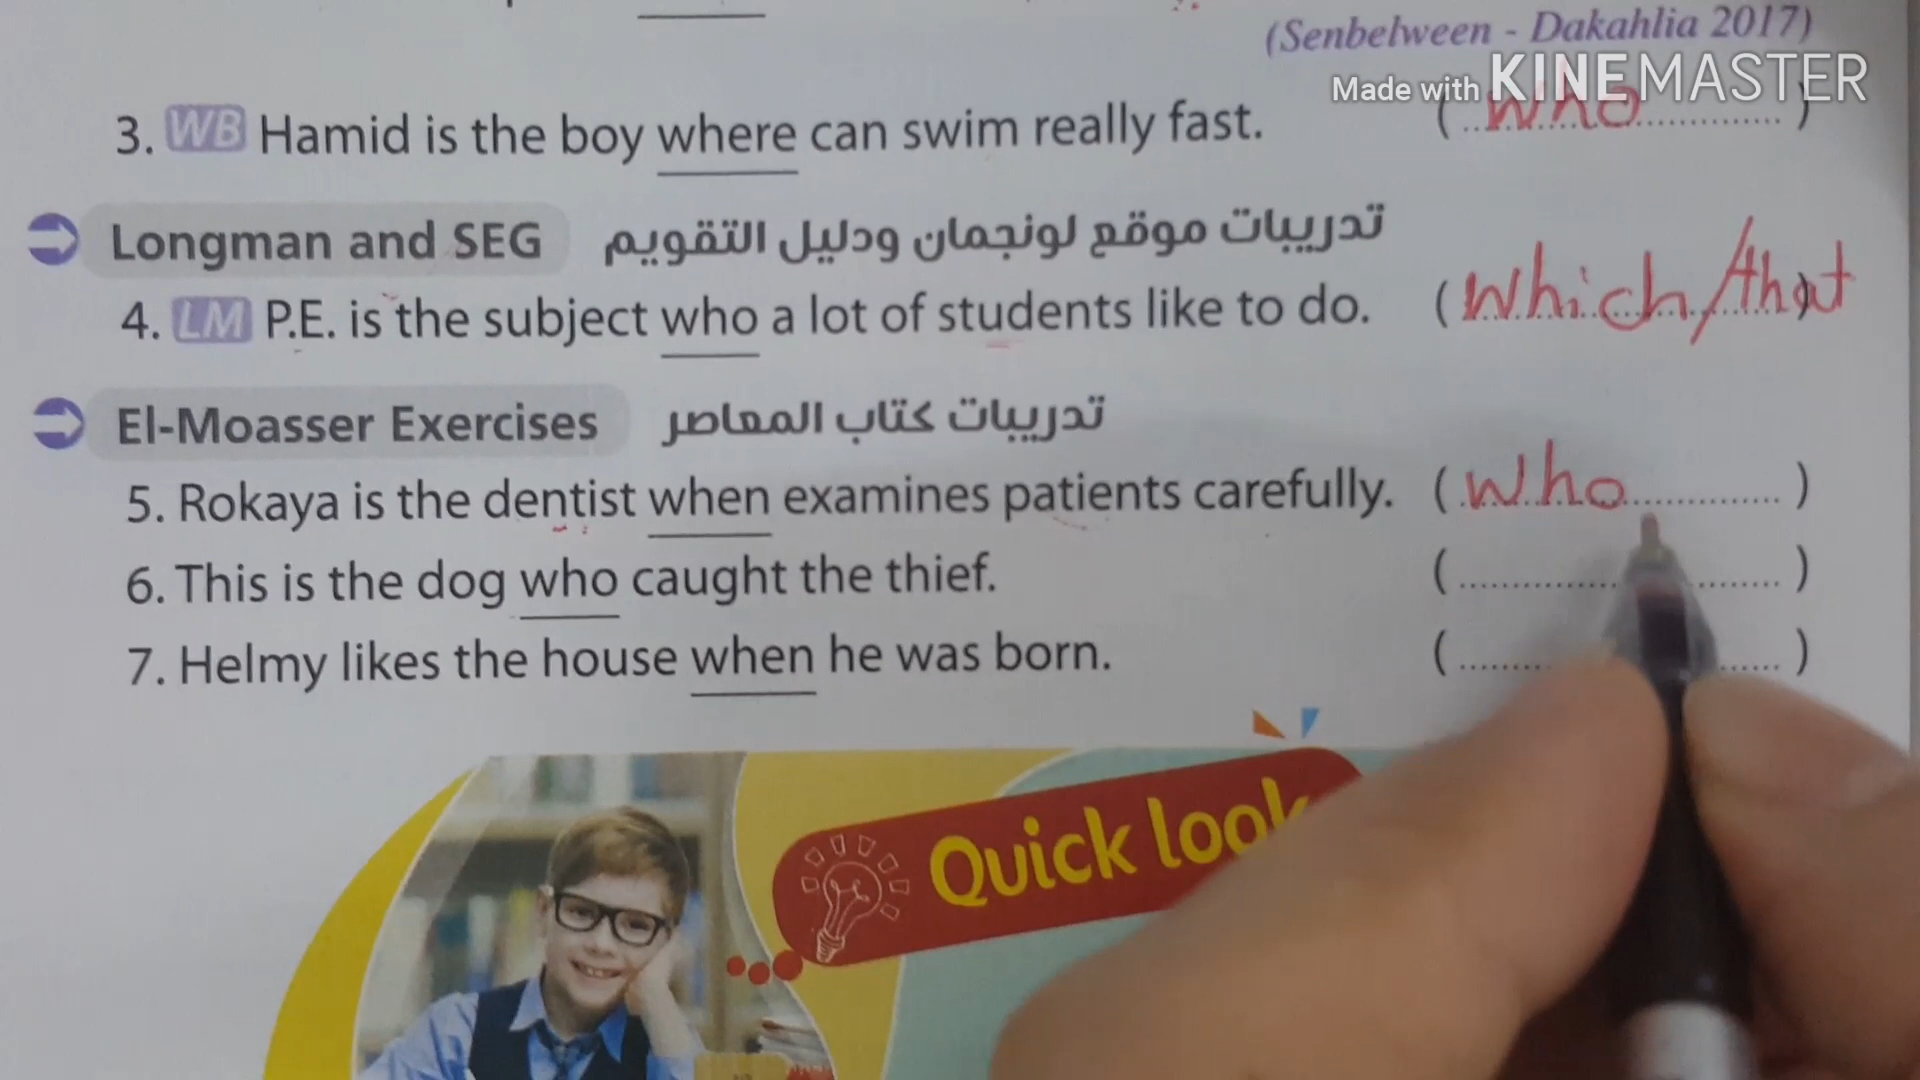 (Senbelween - Dakahlia 2017)
Made with KINEMASTER
3. WB Hamid is the boy where can swim really fast. ( who )
Longman and SEG تدريبات موقع لونجمان ودليل التقويم
4. LM P.E. is the subject who a lot of students like to do. ( which/that )
El-Moasser Exercises تدريبات كتاب المعاصر
5. Rokaya is the dentist when examines patients carefully. ( who )
6. This is the dog who caught the thief. ( )
7. Helmy likes the house when he was born. ( )
Quick look